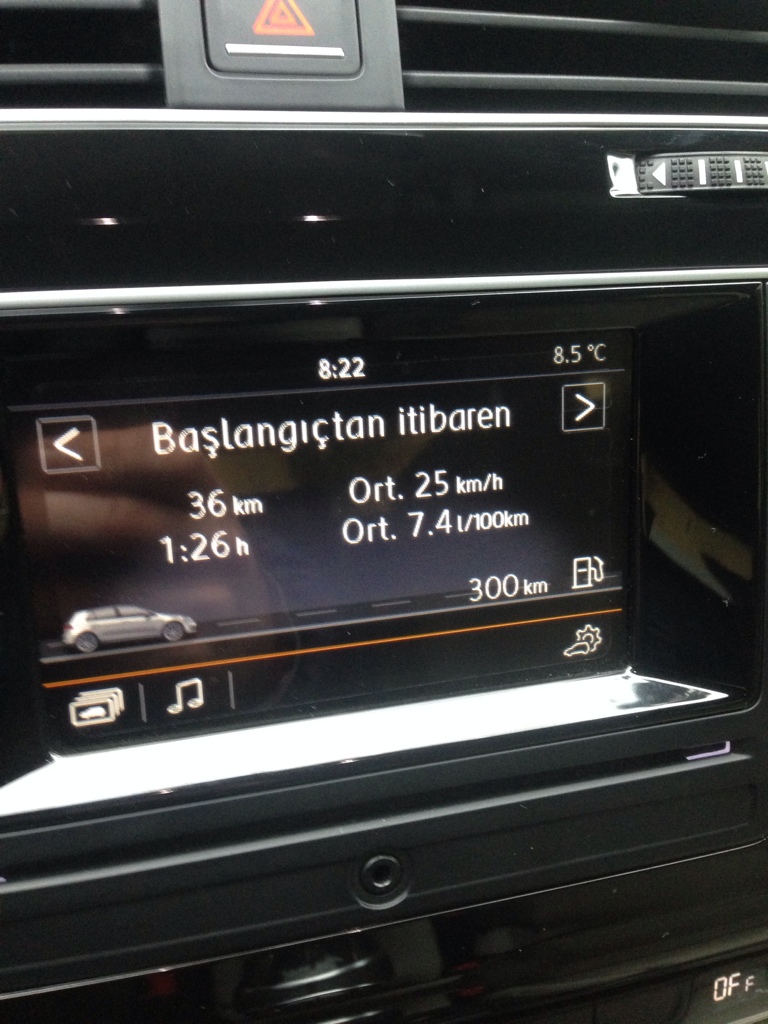 8:22
8.5 °C
Başlangıçtan itibaren
36 km
Ort. 25 km/h
1:26 h
Ort. 7.4 l/100km
300 km
OFF